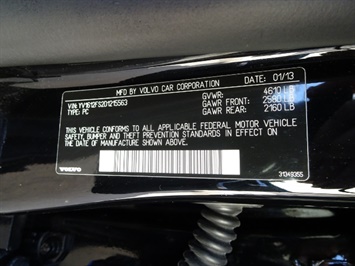 MFD BY VOLVO CAR CORPORATION 01/13
VIN: YV1612FS2D1215563 GVWR: 4610 LB
TYPE: PC GAWR FRONT: 2580 LB
GAWR REAR: 2160 LB
THIS VEHICLE CONFORMS TO ALL APPLICABLE FEDERAL MOTOR VEHICLE
SAFETY, BUMPER AND THEFT PREVENTION STANDARDS IN EFFECT ON
THE DATE OF MANUFACTURE SHOWN ABOVE.
VOLVO 31349355